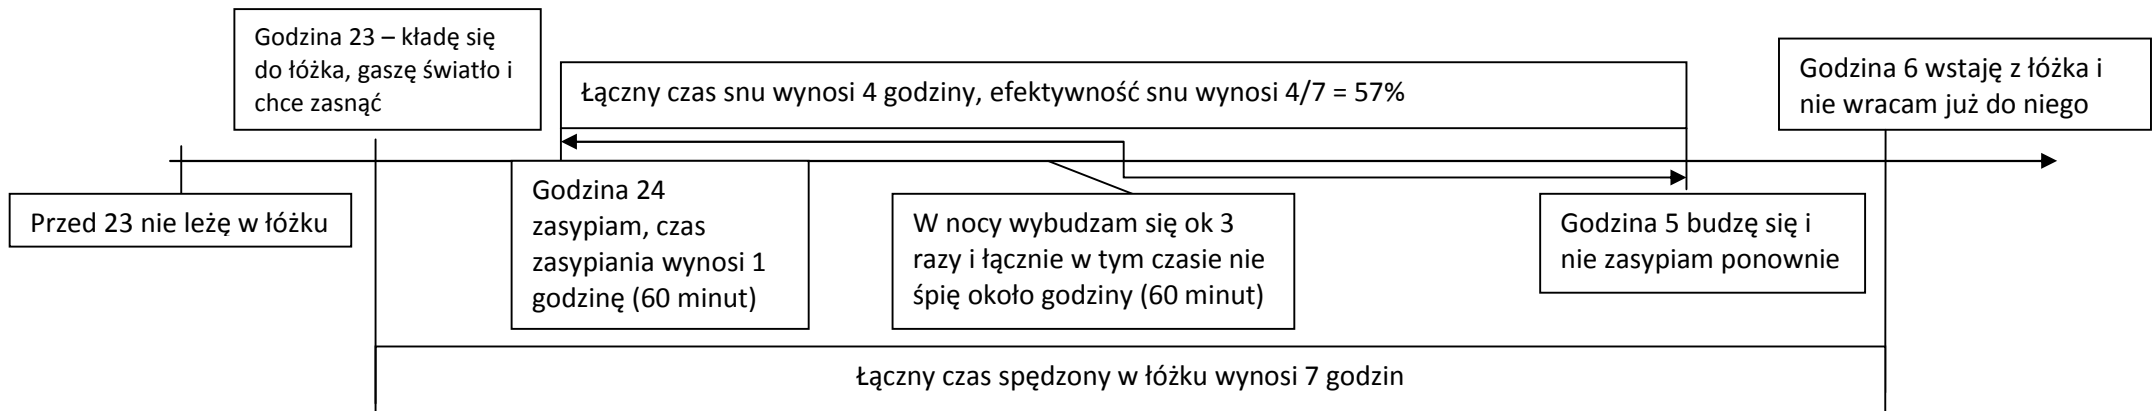 Godzina 23 – kładę się
do łóżka, gaszę światło i
chce zasnąć
Łączny czas snu wynosi 4 godziny, efektywność snu wynosi 4/7 = 57%
Godzina 6 wstaję z łóżka i
nie wracam już do niego
Przed 23 nie leżę w łóżku
Godzina 24
zasypiam, czas
zasypiania wynosi 1
godzinę (60 minut)
W nocy wybudzam się ok 3
razy i łącznie w tym czasie nie
śpię około godziny (60 minut)
Godzina 5 budzę się i
nie zasypiam ponownie
Łączny czas spędzony w łóżku wynosi 7 godzin